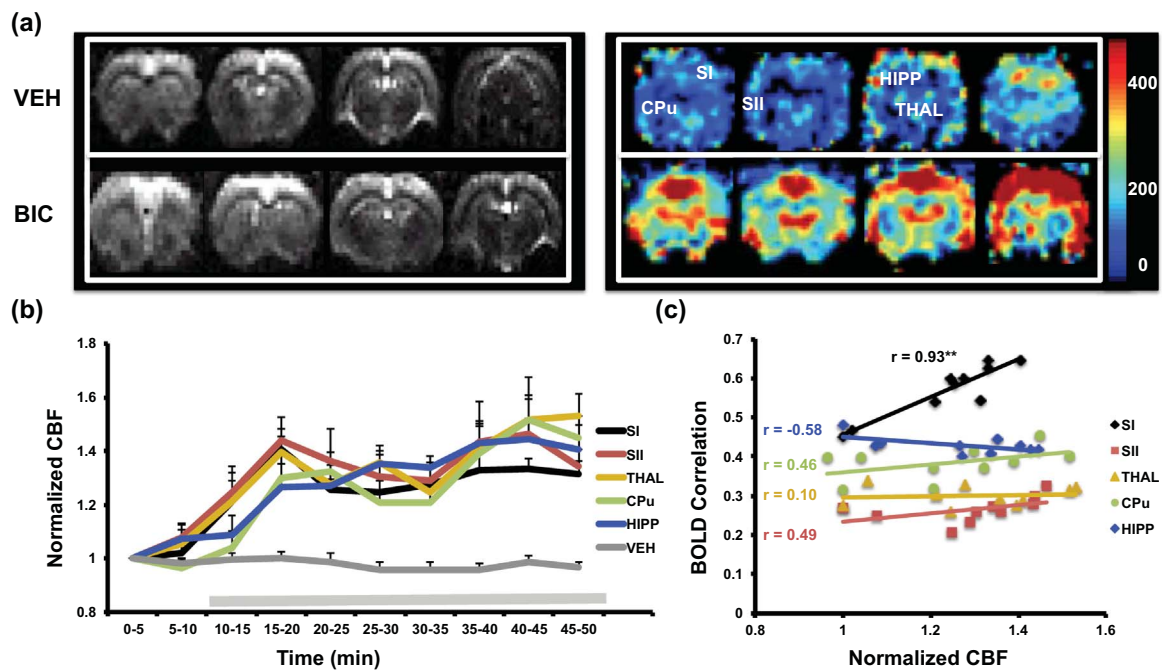 (a)
VEH
BIC
SI
CPu
SII
HIPP
THAL
400
200
0
(b)
Normalized CBF
1.8
1.6
1.4
1.2
1
0.8
0-5 5-10 10-15 15-20 20-25 25-30 30-35 35-40 40-45 45-50
Time (min)
SI
SII
THAL
CPu
HIPP
VEH
(c)
BOLD Correlation
0.7
0.6
0.5
0.4
0.3
0.2
0.1
0
r = 0.93**
r = -0.58
r = 0.46
r = 0.10
r = 0.49
0.8 1 1.2 1.4 1.6
Normalized CBF
SI
SII
THAL
CPu
HIPP